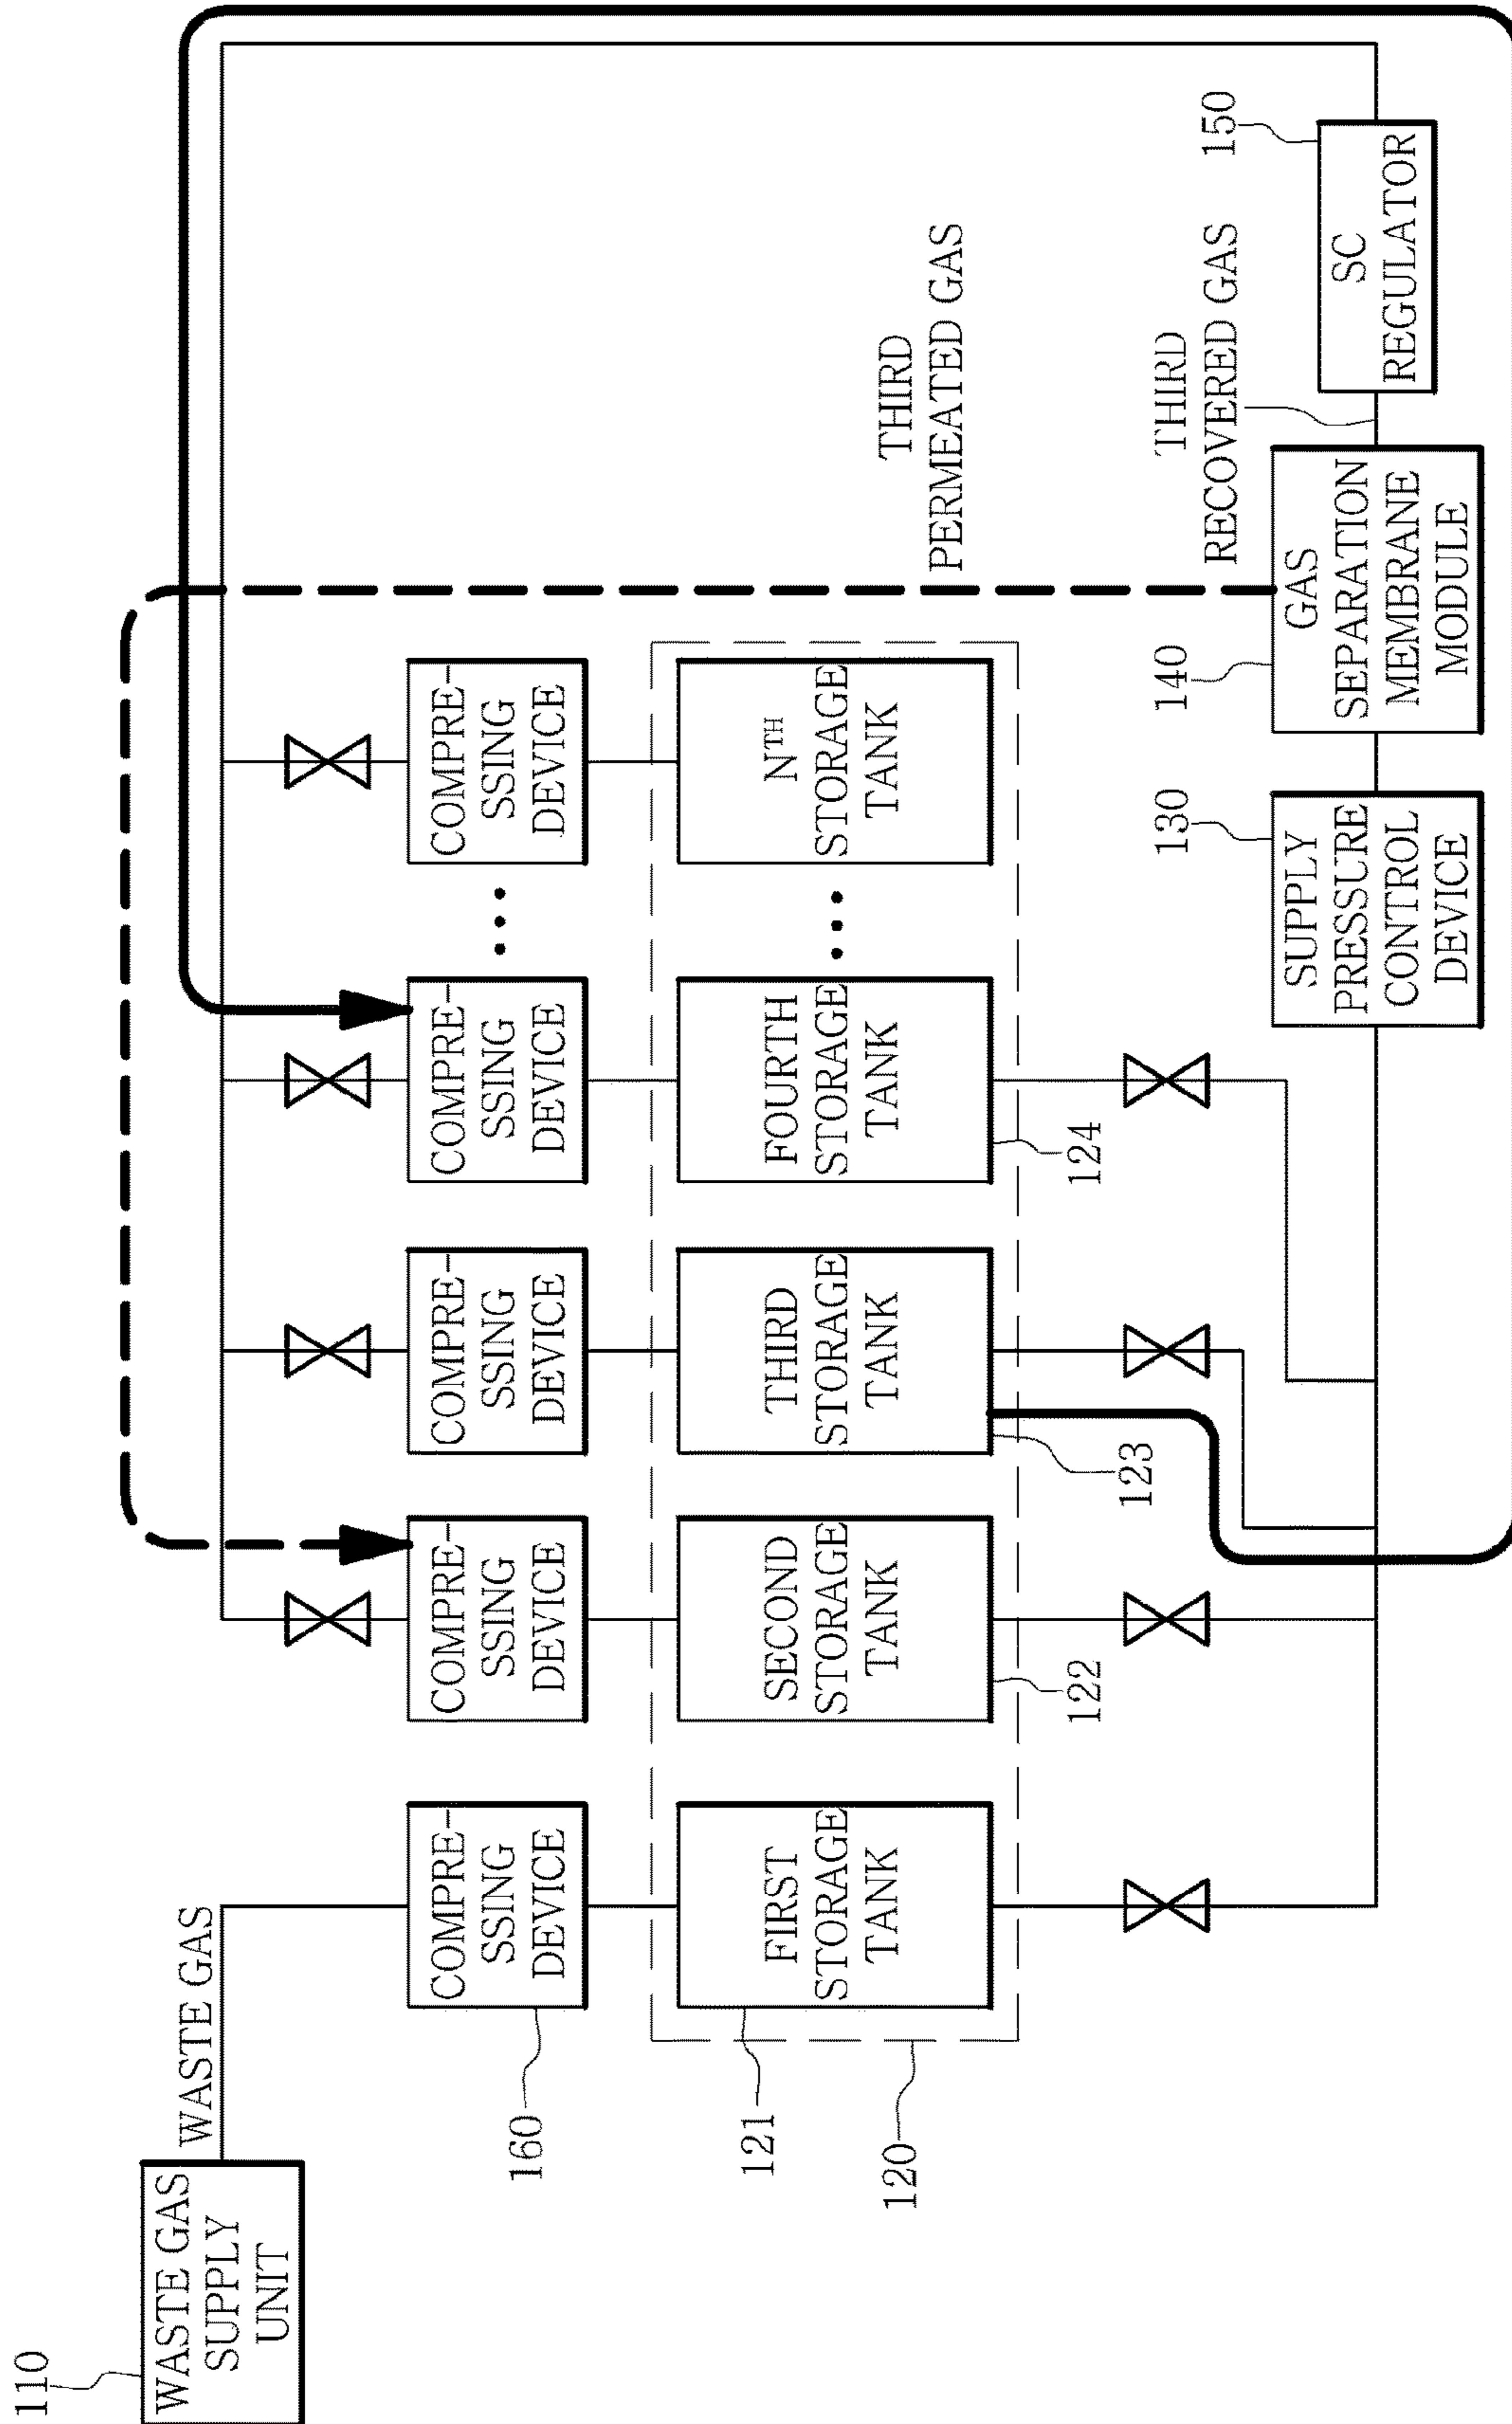 110
WASTE GAS
SUPPLY
UNIT
WASTE GAS
160
COMPRE-
SSING
DEVICE
COMPRE-
SSING
DEVICE
COMPRE-
SSING
DEVICE
COMPRE-
SSING
DEVICE
COMPRE-
SSING
DEVICE
121
120
FIRST
STORAGE
TANK
SECOND
STORAGE
TANK
122
THIRD
STORAGE
TANK
123
FOURTH
STORAGE
TANK
124
NTH
STORAGE
TANK
THIRD
PERMEATED GAS
130
SUPPLY
PRESSURE
CONTROL
DEVICE
140
GAS
SEPARATION
MEMBRANE
MODULE
THIRD
RECOVERED GAS
150
SC
REGULATOR